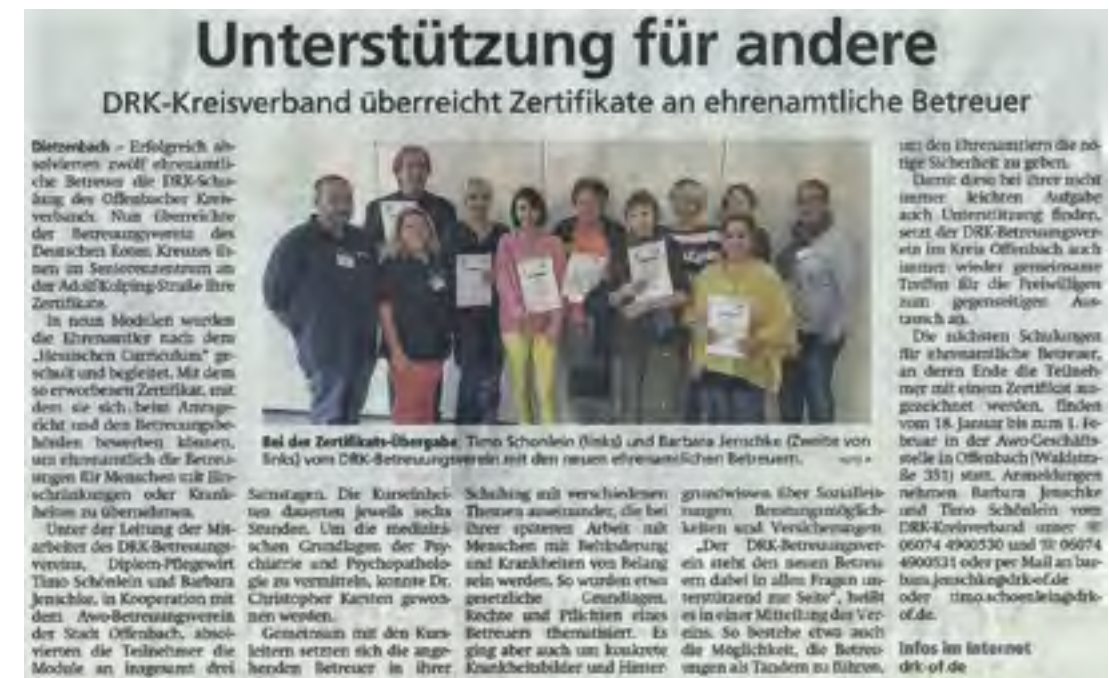 Unterstützung für andere
DRK-Kreisverband überreicht Zertifikate an ehrenamtliche Betreuer
Dietzenbach – Erfolgreich ab-
solvierten zwölf ehrenamtli-
che Betreuer die DRK-Schu-
lung des Offenbacher Kreis-
verbands. Nun überreichte
der Betreuungsverein des
Deutschen Roten Kreuzes ih-
nen im Seniorenzentrum an
der Adolf-Kolping-Straße ihre
Zertifikate.
In neun Modulen wurden
die Ehrenamtler nach dem
„Hessischen Curriculum“ ge-
schult und begleitet. Mit dem
so erworbenen Zertifikat, mit
dem sie sich beim Amtsge-
richt und den Betreuungsbe-
hörden bewerben können,
um ehrenamtlich die Betreu-
ungen für Menschen mit Ein-
schränkungen oder Krank-
heiten zu übernehmen.
Unter der Leitung der Mit-
arbeiter des DRK-Betreuungs-
vereins, Diplom-Pflegewirt
Timo Schönlein und Barbara
Jenschke, in Kooperation mit
dem Awo-Betreuungsverein
der Stadt Offenbach, absol-
vierten die Teilnehmer die
Module an insgesamt drei
Bei der Zertifikats-Übergabe: Timo Schönlein (links) und Barbara Jenschke (Zweite von
links) vom DRK-Betreuungsverein mit den neuen ehrenamtlichen Betreuern.
Samstagen. Die Kurseinhei-
ten dauerten jeweils sechs
Stunden. Um die medizini-
schen Grundlagen der Psy-
chiatrie und Psychopatholo-
gie zu vermitteln, konnte Dr.
Christopher Karsten gewon-
nen werden.
Gemeinsam mit den Kurs-
leitern setzten sich die ange-
henden Betreuer in ihrer
Schulung mit verschiedenen
Themen auseinander, die bei
ihrer späteren Arbeit mit
Menschen mit Behinderung
und Krankheiten von Belang
sein werden. So wurden etwa
gesetzliche Grundlagen,
Rechte und Pflichten eines
Betreuers thematisiert. Es
ging aber auch um konkrete
Krankheitsbilder und Hinter-
grundwissen über Sozialleis-
tungen, Beratungsmöglich-
keiten und Versicherungen.
„Der DRK-Betreuungsver-
ein steht den neuen Betreu-
ern dabei in allen Fragen un-
terstützend zur Seite“, heißt
es in einer Mitteilung des Ver-
eins. So bestehe etwa auch
die Möglichkeit, die Betreu-
ungen als Tandem zu führen,
um den Ehrenamtlern die nö-
tige Sicherheit zu geben.
Damit diese bei ihrer nicht
immer leichten Aufgabe
auch Unterstützung finden,
setzt der DRK-Betreuungsver-
ein im Kreis Offenbach auch
immer wieder gemeinsame
Treffen für die Freiwilligen
zum gegenseitigen Aus-
tausch an.
Die nächsten Schulungen
für ehrenamtliche Betreuer,
an deren Ende die Teilneh-
mer mit einem Zertifikat aus-
gezeichnet werden, finden
vom 18. Januar bis zum 1. Fe-
bruar in der Awo-Geschäfts-
stelle in Offenbach (Waldstra-
ße 351) statt. Anmeldungen
nehmen Barbara Jenschke
und Timo Schönlein vom
DRK-Kreisverband unter ☎
06074 4900530 und ☎ 06074
4900531 oder per Mail an bar-
bara.jenschke@drk-of.de
oder timo.schoenlein@drk-
of.de.
Infos im Internet
drk-of.de